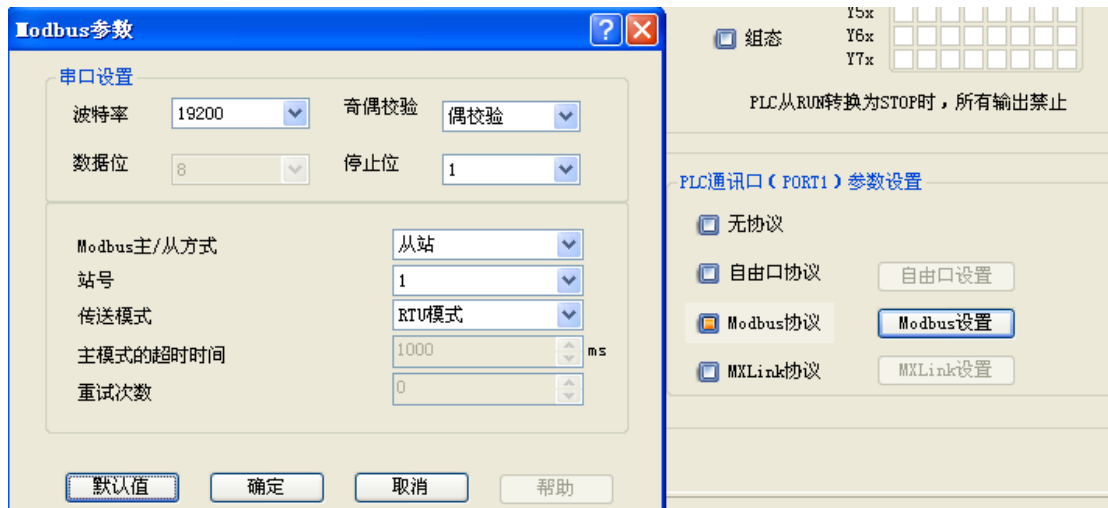 Modbus参数
串口设置
波特率 19200 奇偶校验 偶校验
数据位 8 停止位 1
Modbus主/从方式 从站
站号 1
传送模式 RTU模式
主模式的超时时间 1000 ms
重试次数 0
默认值 确定 取消 帮助
Y5x
组态 Y6x
Y7x
PLC从RUN转换为STOP时，所有输出禁止
PLC通讯口（PORT1）参数设置
无协议
自由口协议 自由口设置
Modbus协议 Modbus设置
MXLink协议 MXLink设置